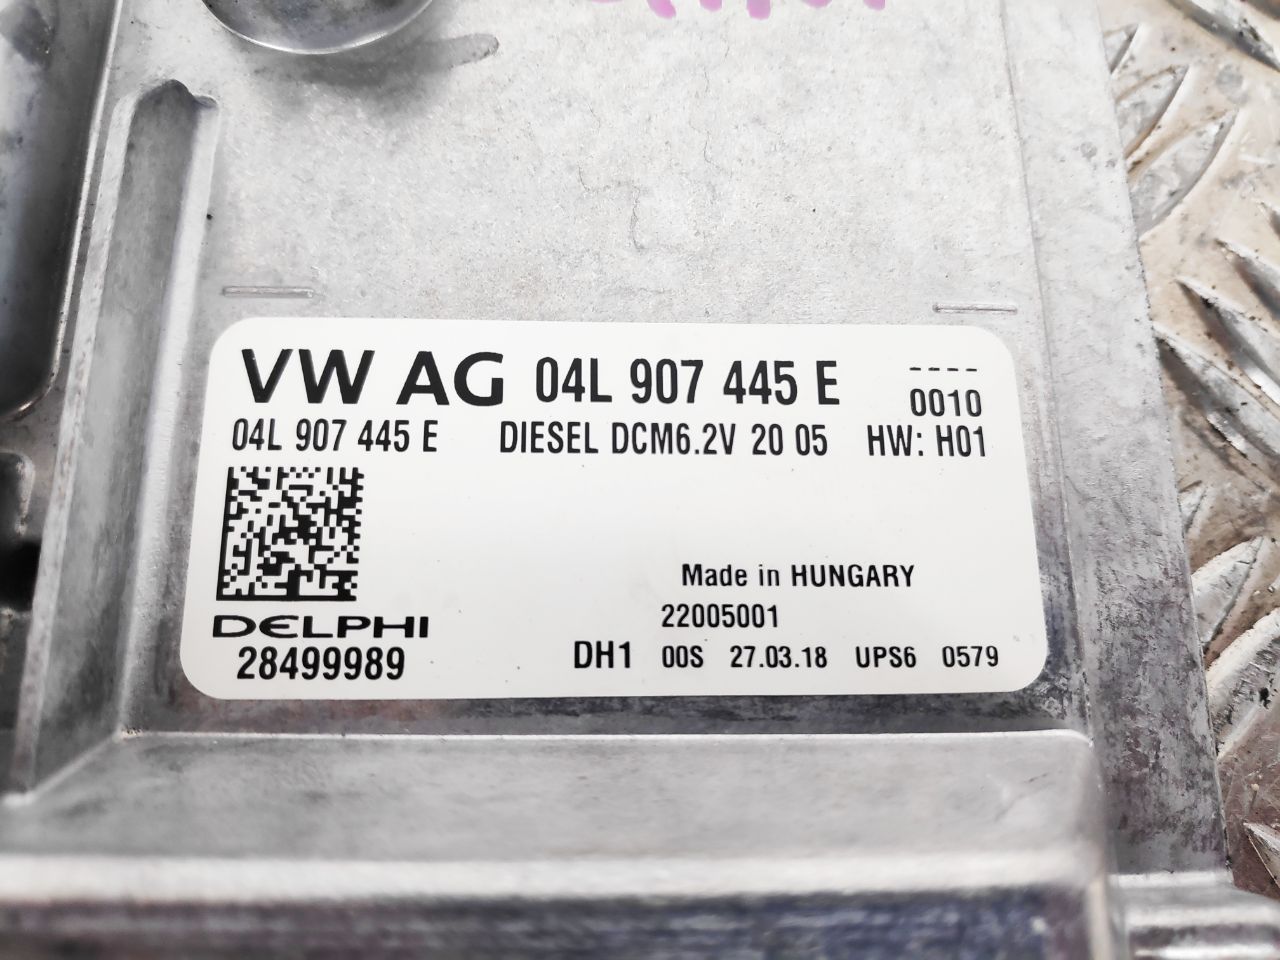 VW AG 04L 907 445 E ----
0010
04L 907 445 E DIESEL DCM6.2V 20 05 HW: H01
Made in HUNGARY
22005001
DELPHI
28499989
DH1 00S 27.03.18 UPS6 0579